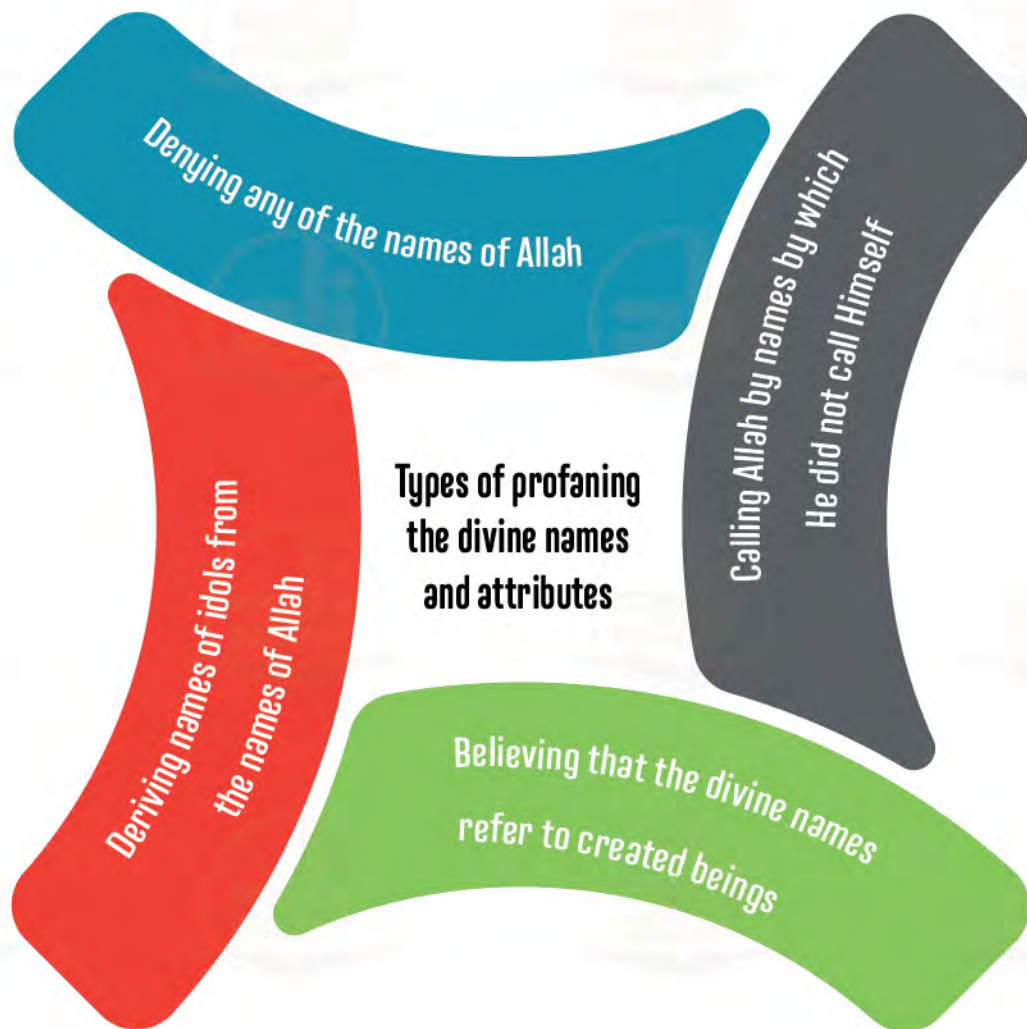 Denying any of the names of Allah
Calling Allah by names by which
He did not call Himself
Types of profaning
the divine names
and attributes
Deriving names of idols from
the names of Allah
Believing that the divine names
refer to created beings